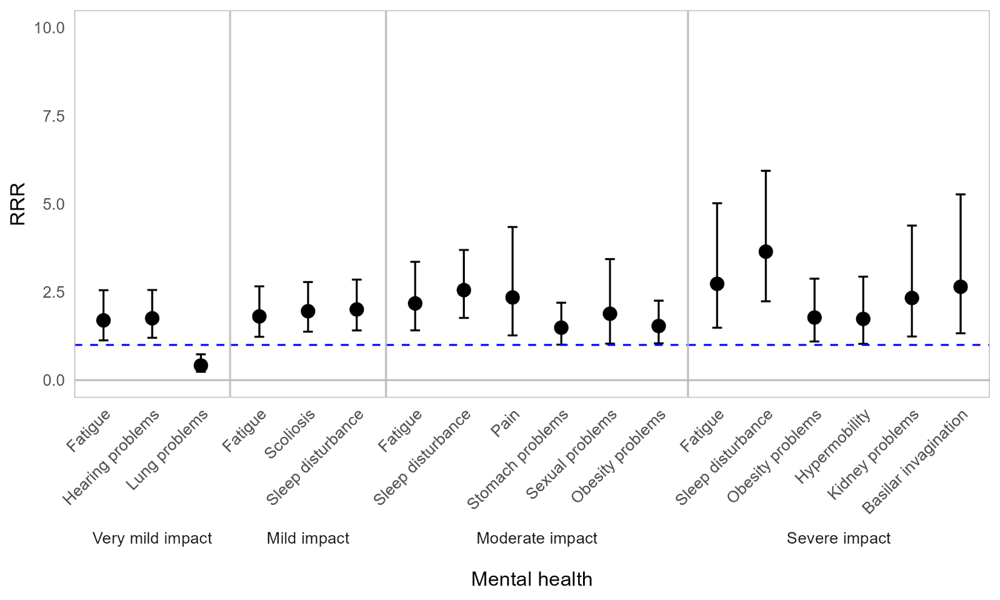 10.0
7.5
5.0
2.5
0.0
RRR
Fatigue
Hearing problems
Lung problems
Fatigue
Scoliosis
Sleep disturbance
Fatigue
Sleep disturbance
Pain
Stomach problems
Sexual problems
Obesity problems
Fatigue
Sleep disturbance
Obesity problems
Hypermobility
Kidney problems
Basilar invagination
Very mild impact
Mild impact
Moderate impact
Severe impact
Mental health